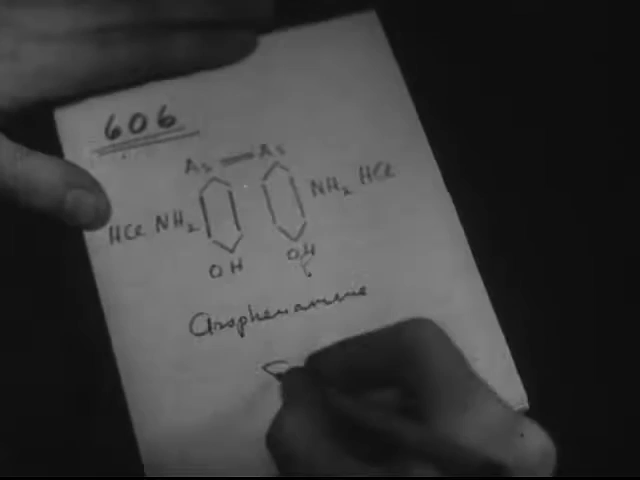 606
As = As
HCl NH2 NH2 HCl
OH OH
Arsphenamine